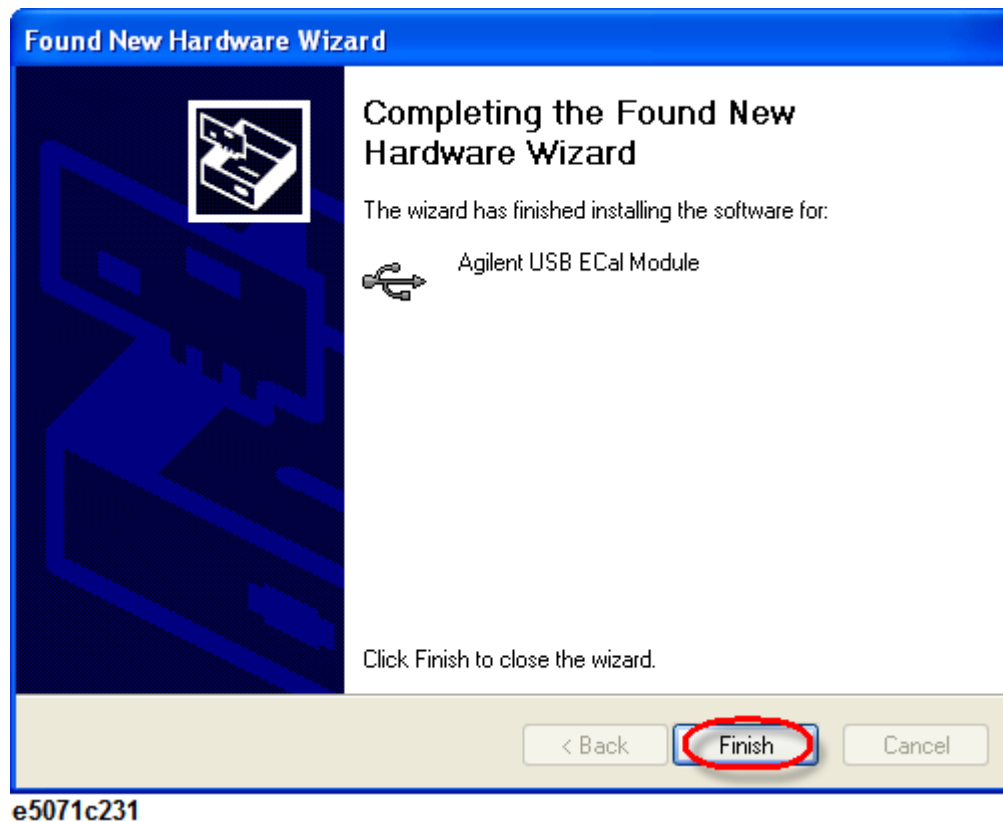 Found New Hardware Wizard
Completing the Found New
Hardware Wizard
The wizard has finished installing the software for:
Agilent USB ECal Module
Click Finish to close the wizard.
< Back Finish Cancel
e5071c231